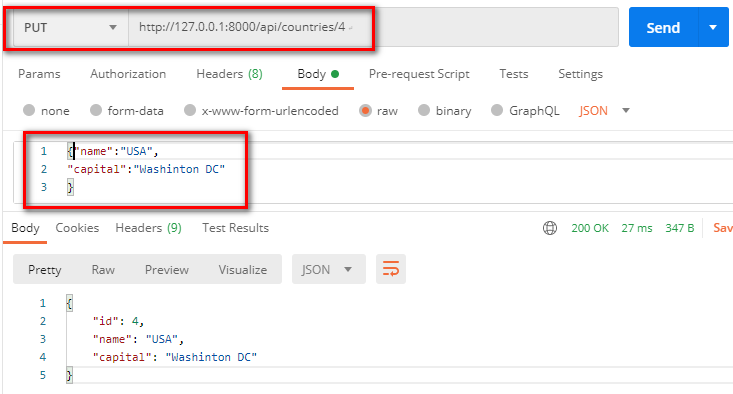 PUT http://127.0.0.1:8000/api/countries/4 Send
Params Authorization Headers (8) Body Pre-request Script Tests Settings
none form-data x-www-form-urlencoded raw binary GraphQL JSON
1 {"name":"USA",
2 "capital":"Washinton DC"
3 }
Body Cookies Headers (9) Test Results 200 OK 27 ms 347 B Sav
Pretty Raw Preview Visualize JSON
1 {
2 "id": 4,
3 "name": "USA",
4 "capital": "Washinton DC"
5 }